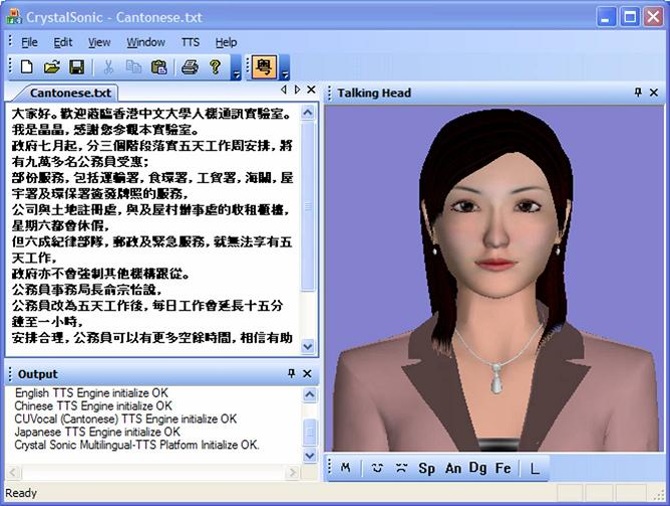 CrystalSonic - Cantonese.txt
File Edit View Window TTS Help
粵
Cantonese.txt
Talking Head
大家好。歡迎蒞臨香港中文大學人機通訊實驗室。
我是晶晶，感謝您參觀本實驗室。
政府七月起，分三個階段落實五天工作周安排，將
有九萬多名公務員受惠；
部份服務，包括運輸署，食環署，工貿署，海關，屋
宇署及環保署簽發牌照的服務，
公司與土地註冊處，與及屋村辦事處的收租櫃檯，
星期六都會休假，
但六成紀律部隊，郵政及緊急服務，就無法享有五
天工作，
政府亦不會強制其他機構跟從。
公務員事務局長俞宗怡說，
公務員改為五天工作後，每日工作會延長十五分
鐘至一小時，
安排合理，公務員可以有更多空餘時間，相信有助
Output
English TTS Engine initialize OK
Chinese TTS Engine initialize OK
CUVocal (Cantonese) TTS Engine initialize OK
Japanese TTS Engine initialize OK
Crystal Sonic Multilingual-TTS Platform Initialize OK.
Sp An Dg Fe
Ready